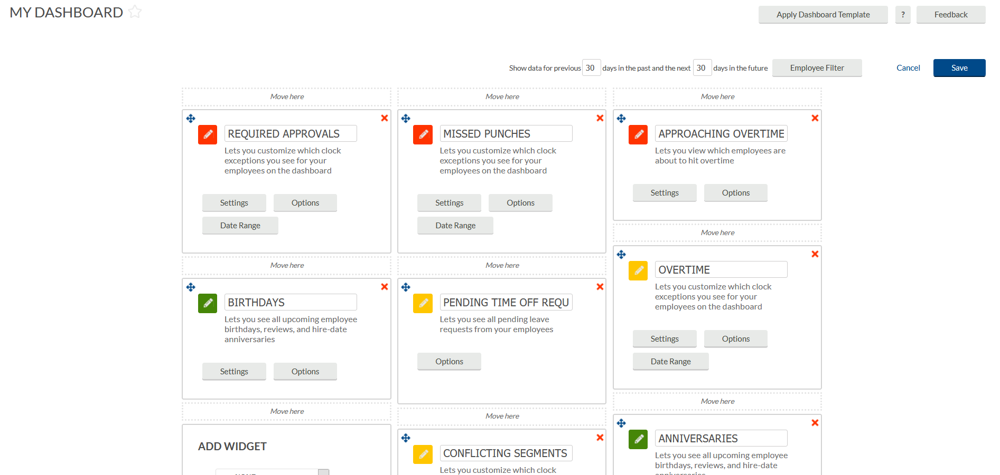 MY DASHBOARD
Apply Dashboard Template
?
Feedback
Show data for previous 30 days in the past and the next 30 days in the future
Employee Filter
Cancel
Save
Move here
REQUIRED APPROVALS
Lets you customize which clock
exceptions you see for your
employees on the dashboard
Settings
Options
Date Range
Move here
BIRTHDAYS
Lets you see all upcoming employee
birthdays, reviews, and hire-date
anniversaries
Settings
Options
Move here
ADD WIDGET
Move here
MISSED PUNCHES
Lets you customize which clock
exceptions you see for your
employees on the dashboard
Settings
Options
Date Range
Move here
PENDING TIME OFF REQU
Lets you see all pending leave
requests from your employees
Options
Move here
CONFLICTING SEGMENTS
Lets you customize which clock
Move here
APPROACHING OVERTIME
Lets you view which employees are
about to hit overtime
Settings
Options
Move here
OVERTIME
Lets you customize which clock
exceptions you see for your
employees on the dashboard
Settings
Options
Date Range
Move here
ANNIVERSARIES
Lets you see all upcoming employee
birthdays, reviews, and hire-date